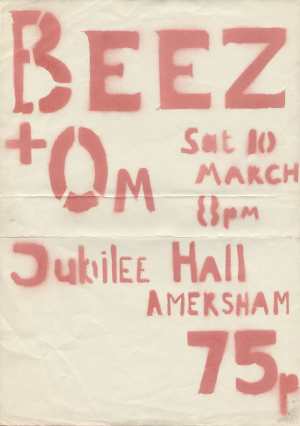 BEEZ
+ OM
Sat 10
MARCH
8pm
Jubilee Hall
AMERSHAM
75p